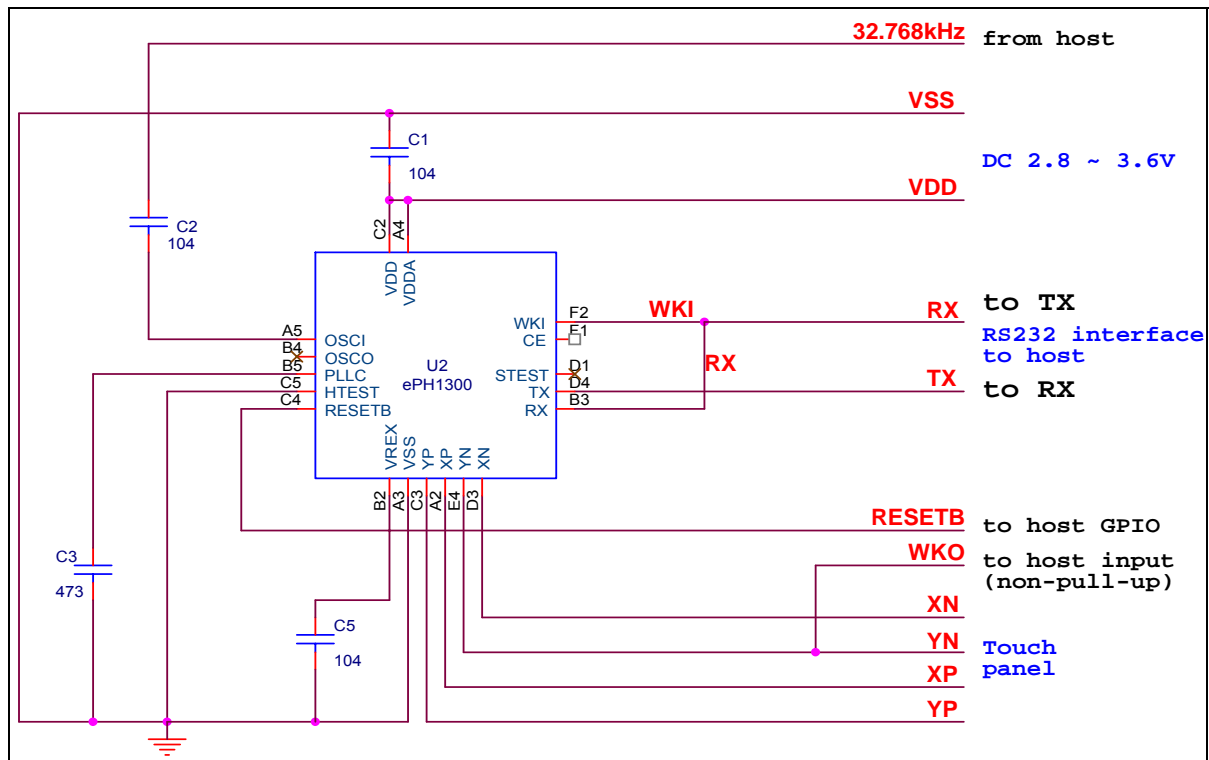 32.768kHz from host
VSS
C1
104
DC 2.8 ~ 3.6V
VDD
C2
104
C2
A4
VDD
VDDA
A5
OSCI
B4
OSCO
B5
PLLC
C5
HTEST
C4
RESETB
U2
ePH1300
WKI
F2
CE
E1
STEST
D1
TX
D4
RX
B3
WKI
RX
RX
to TX
RS232 interface
to host
TX
to RX
VREX
VSS
YP
XP
YN
XN
B2
A3
C3
A2
E4
D3
RESETB to host GPIO
WKO to host input
(non-pull-up)
C3
473
C5
104
XN
YN
Touch
panel
XP
YP